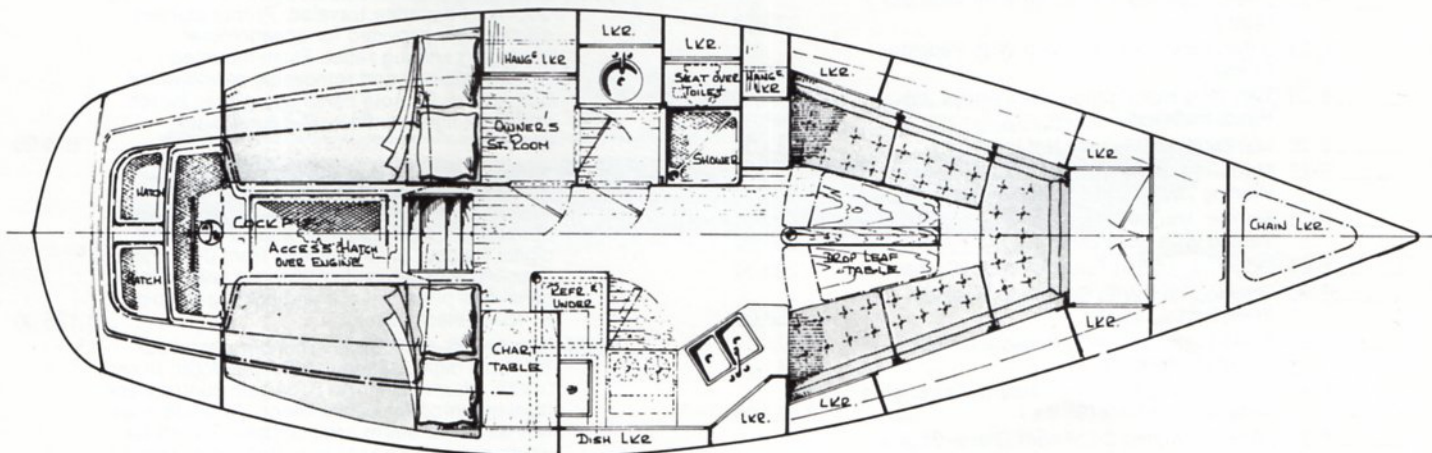 LKR.
LKR.
HANG'G LKR
SEAT OVER
TOILET
HANG'G
LKR
LKR.
OWNER'S
ST. ROOM
SHOWER
LKR.
HATCH
COCKPIT
ACCESS HATCH
OVER ENGINE
HATCH
CHAIN LKR.
DROP LEAF
TABLE
REFR'G
UNDER
CHART
TABLE
LKR.
LKR.
LKR.
DISH LKR